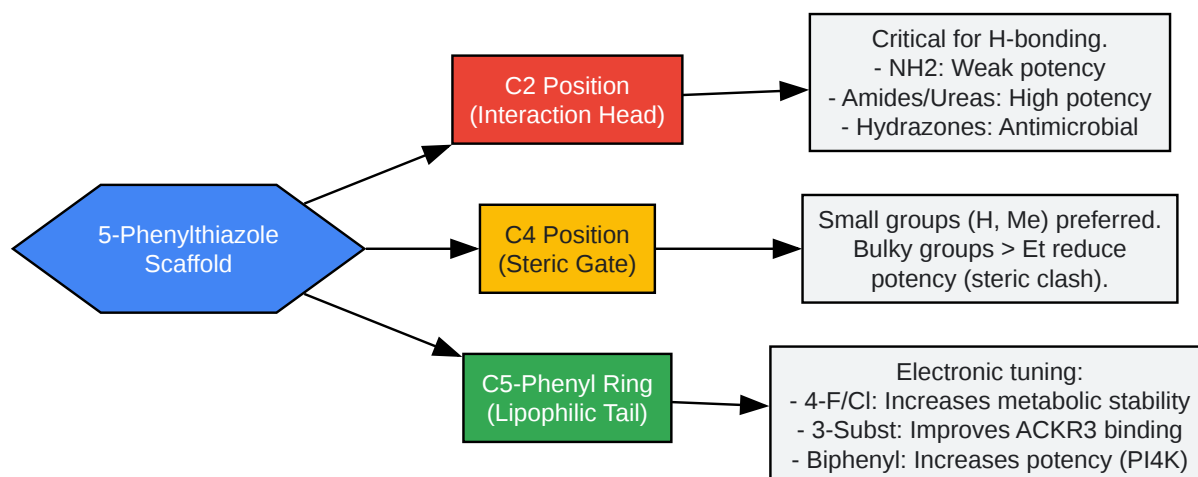 5-Phenylthiazole
Scaffold
C2 Position
(Interaction Head)
Critical for H-bonding.
- NH2: Weak potency
- Amides/Ureas: High potency
- Hydrazones: Antimicrobial
C4 Position
(Steric Gate)
Small groups (H, Me) preferred.
Bulky groups > Et reduce
potency (steric clash).
C5-Phenyl Ring
(Lipophilic Tail)
Electronic tuning:
- 4-F/Cl: Increases metabolic stability
- 3-Subst: Improves ACKR3 binding
- Biphenyl: Increases potency (PI4K)